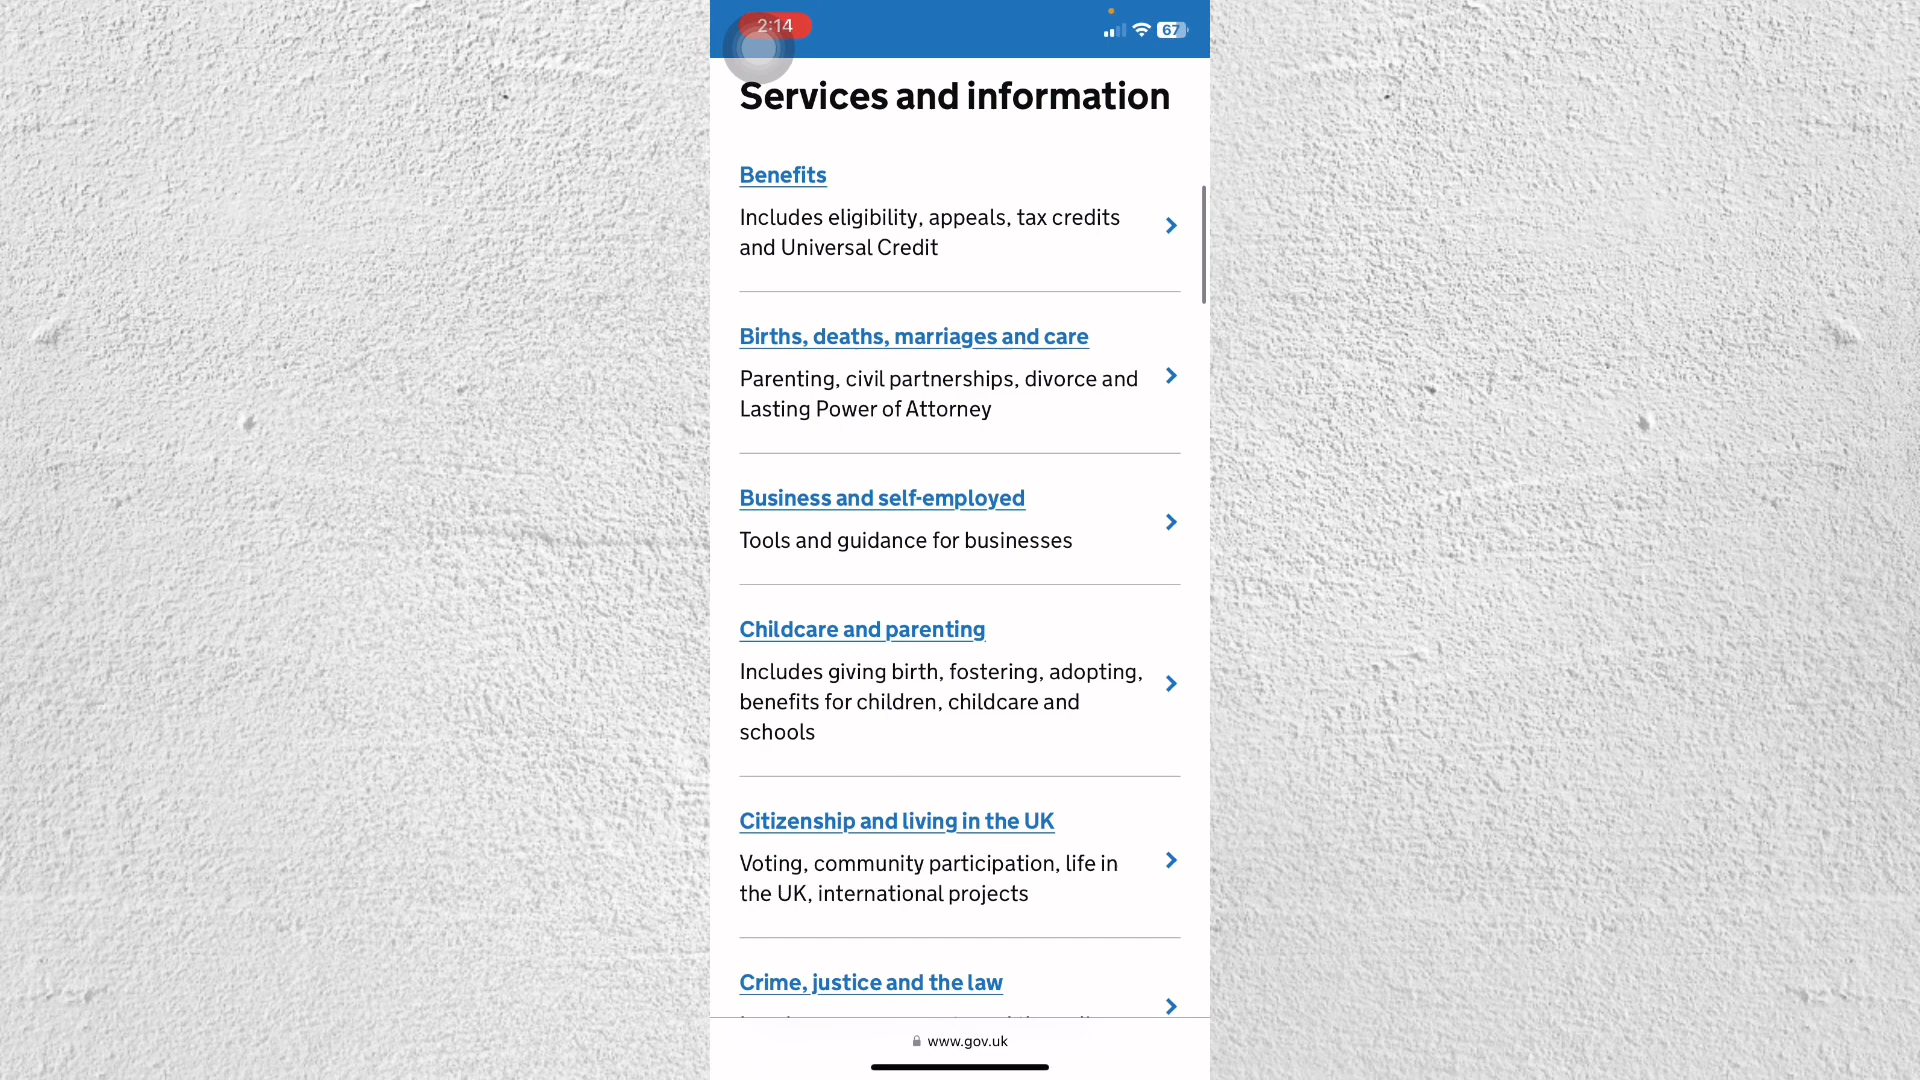 2:14
67
Services and information
Benefits
Includes eligibility, appeals, tax credits
and Universal Credit
Births, deaths, marriages and care
Parenting, civil partnerships, divorce and
Lasting Power of Attorney
Business and self-employed
Tools and guidance for businesses
Childcare and parenting
Includes giving birth, fostering, adopting,
benefits for children, childcare and
schools
Citizenship and living in the UK
Voting, community participation, life in
the UK, international projects
Crime, justice and the law
www.gov.uk